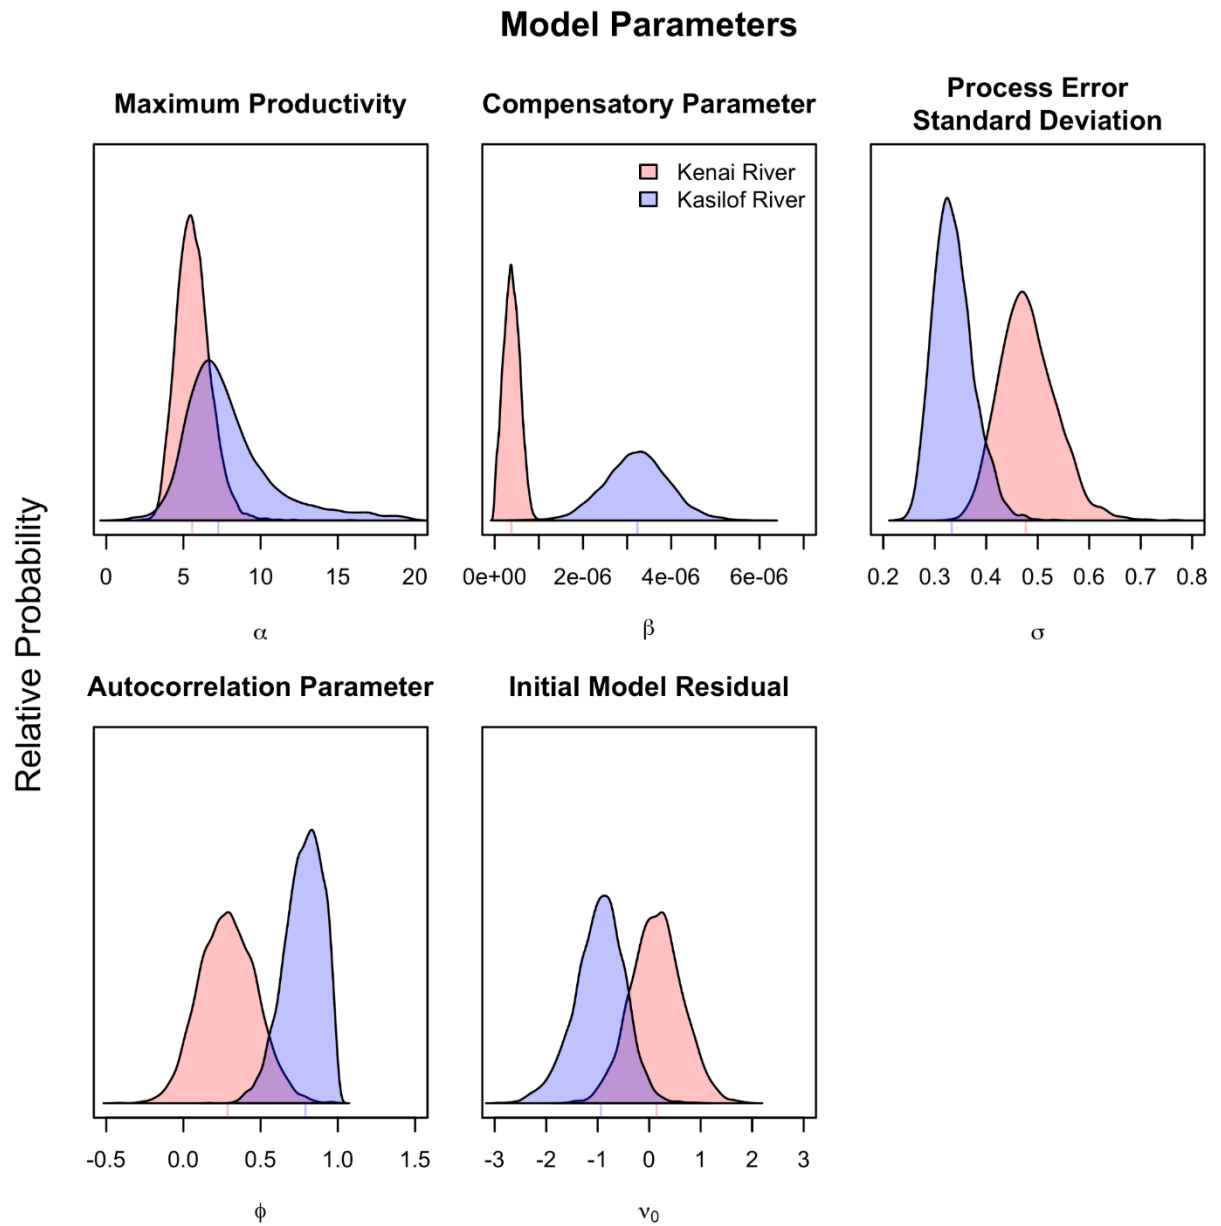 Model Parameters
Maximum Productivity
Compensatory Parameter
Process Error
Standard Deviation
Kenai River
Kasilof River
Relative Probability
0 5 10 15 20
0e+00 2e-06 4e-06 6e-06
0.2 0.3 0.4 0.5 0.6 0.7 0.8
α
β
σ
Autocorrelation Parameter
Initial Model Residual
-0.5 0.0 0.5 1.0 1.5
-3 -2 -1 0 1 2 3
ϕ
ν₀